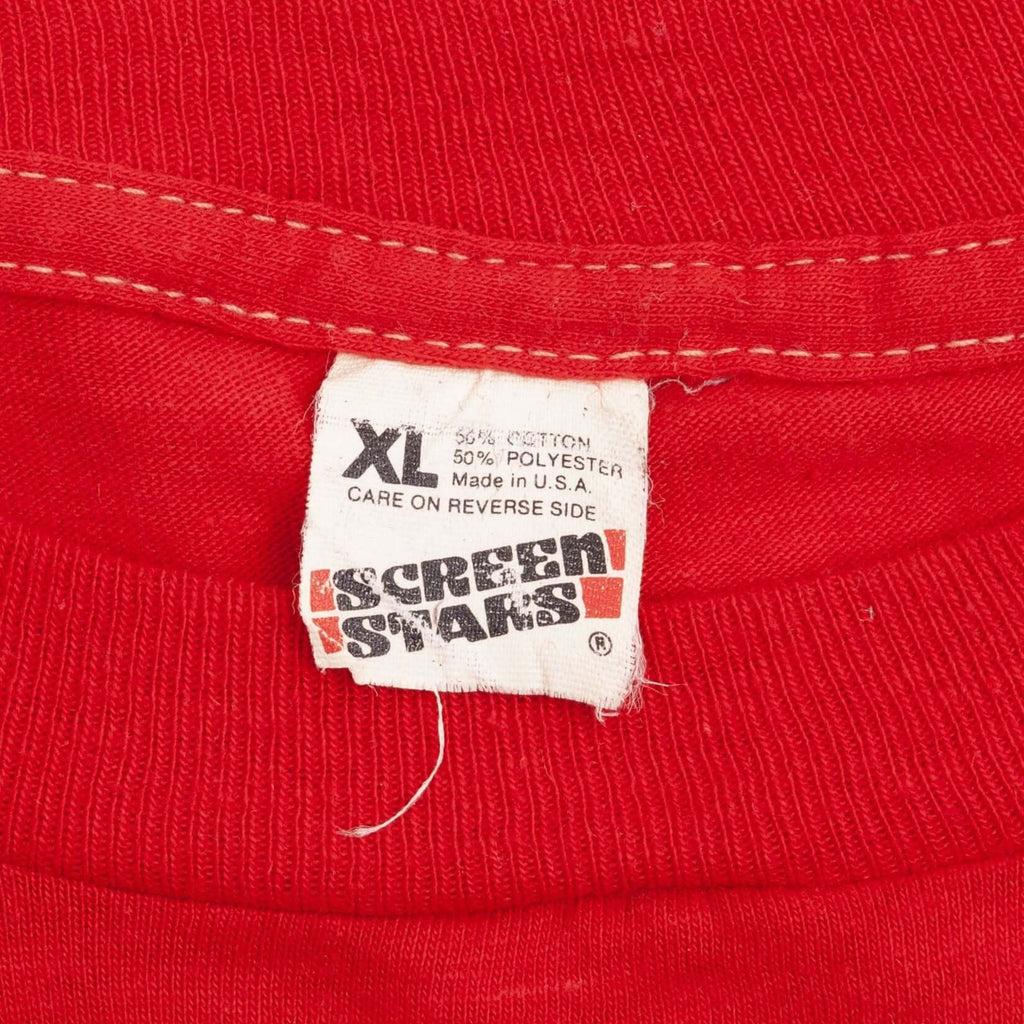 XL
50% COTTON
50% POLYESTER
Made in U.S.A.
CARE ON REVERSE SIDE
SCREEN
STARS
®